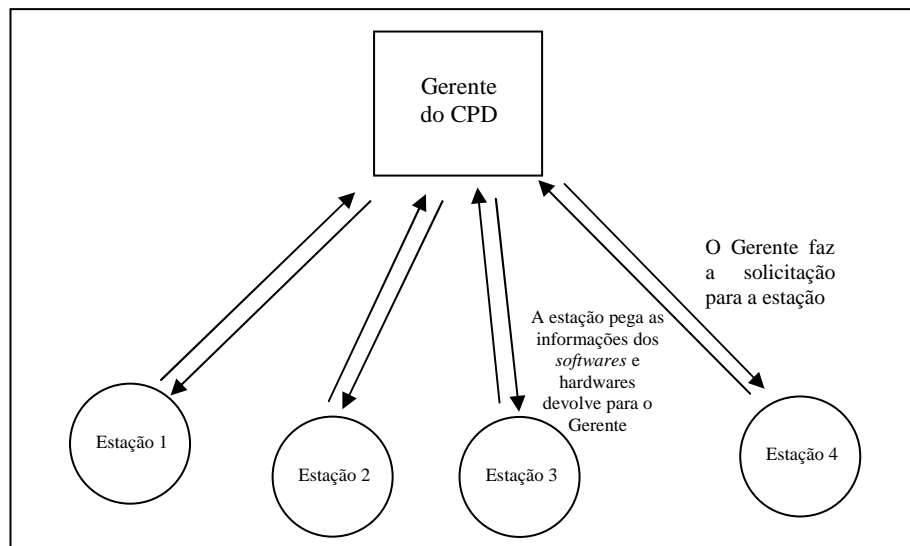 Gerente
do CPD
O Gerente faz
a solicitação
para a estação
A estação pega as
informações dos
softwares e
hardwares
devolve para o
Gerente
Estação 1
Estação 2
Estação 3
Estação 4